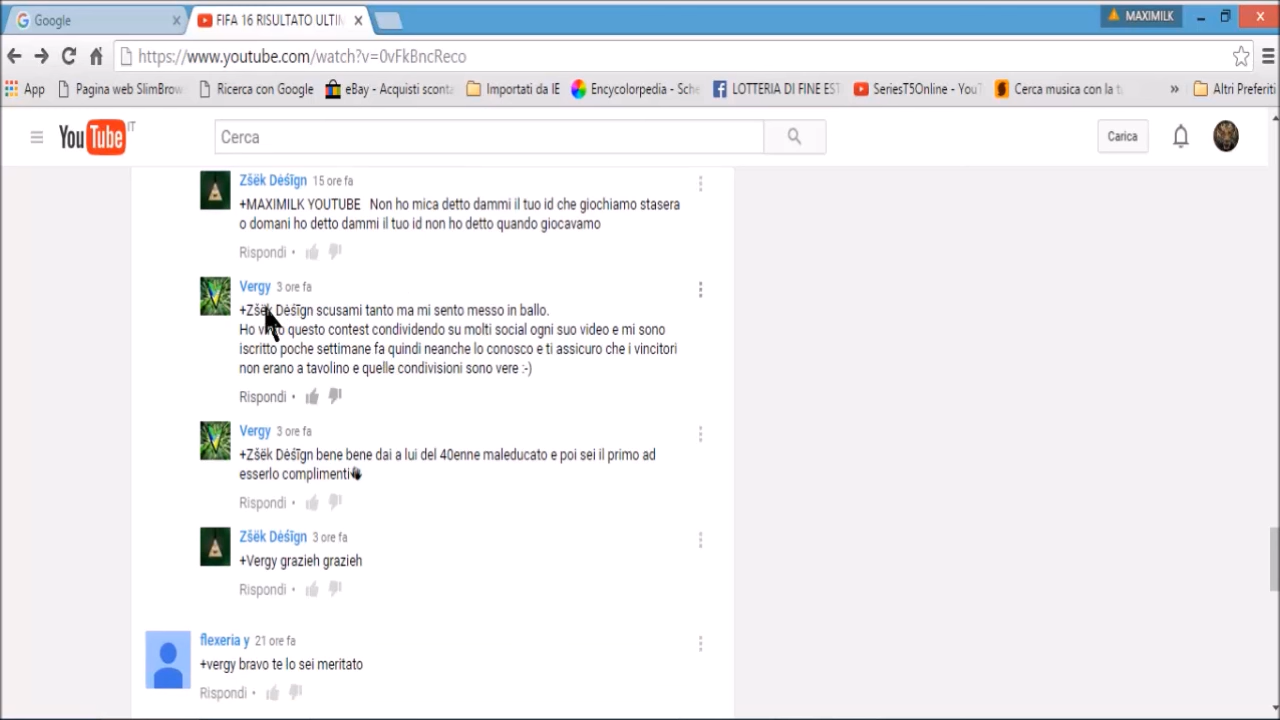 Google
FIFA 16 RISULTATO ULTIM
MAXIMILK
https://www.youtube.com/watch?v=0vFkBncReco
App
Pagina web SlimBrow
Ricerca con Google
eBay - Acquisti sconta
Importati da IE
Encycolorpedia - Sche
LOTTERIA DI FINE EST
SeriesT5Online - YouT
Cerca musica con la t
»
Altri Preferiti
YouTube IT
Cerca
Carica
Zšëk Dėśīgn 15 ore fa
+MAXIMILK YOUTUBE Non ho mica detto dammi il tuo id che giochiamo stasera
o domani ho detto dammi il tuo id non ho detto quando giocavamo
Rispondi •
Vergy 3 ore fa
+Zšëk Dėśīgn scusami tanto ma mi sento messo in ballo.
Ho vinto questo contest condividendo su molti social ogni suo video e mi sono
iscritto poche settimane fa quindi neanche lo conosco e ti assicuro che i vincitori
non erano a tavolino e quelle condivisioni sono vere :-)
Rispondi •
Vergy 3 ore fa
+Zšëk Dėśīgn bene bene dai a lui del 40enne maleducato e poi sei il primo ad
esserlo complimenti
Rispondi •
Zšëk Dėśīgn 3 ore fa
+Vergy grazieh grazieh
Rispondi •
flexeria y 21 ore fa
+vergy bravo te lo sei meritato
Rispondi •